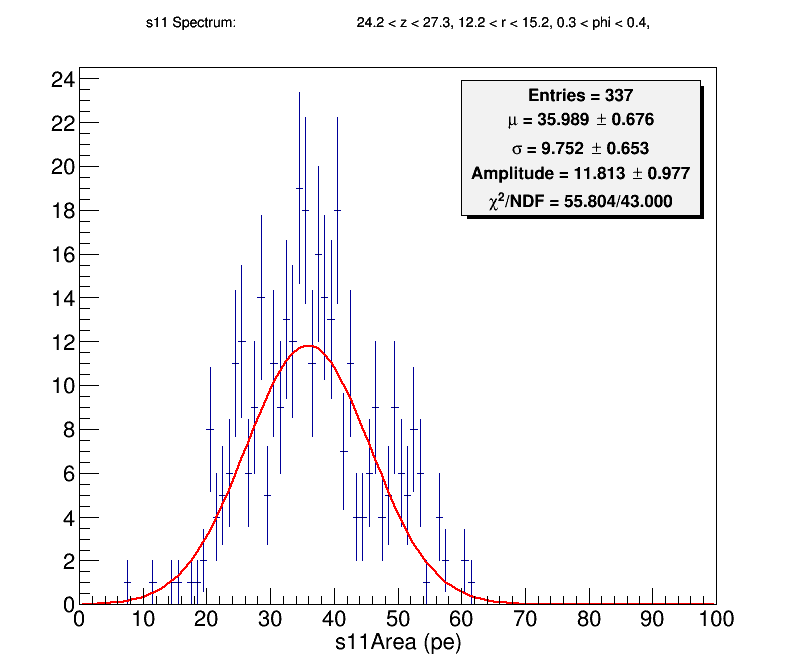 s11 Spectrum: 24.2 < z < 27.3, 12.2 < r < 15.2, 0.3 < phi < 0.4,
Entries = 337
μ = 35.989 ± 0.676
σ = 9.752 ± 0.653
Amplitude = 11.813 ± 0.977
χ²/NDF = 55.804/43.000
24
22
20
18
16
14
12
10
8
6
4
2
0
0 10 20 30 40 50 60 70 80 90 100
s11Area (pe)